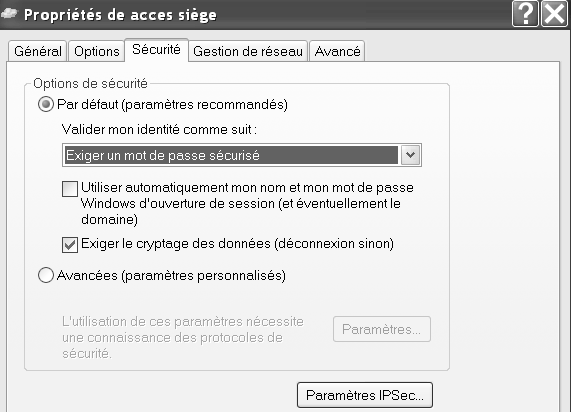 Propriétés de acces siège
Général Options Sécurité Gestion de réseau Avancé
Options de sécurité
Par défaut (paramètres recommandés)
Valider mon identité comme suit :
Exiger un mot de passe sécurisé
Utiliser automatiquement mon nom et mon mot de passe
Windows d'ouverture de session (et éventuellement le
domaine)
Exiger le cryptage des données (déconnexion sinon)
Avancées (paramètres personnalisés)
L'utilisation de ces paramètres nécessite
une connaissance des protocoles de
sécurité.
Paramètres...
Paramètres IPSec...